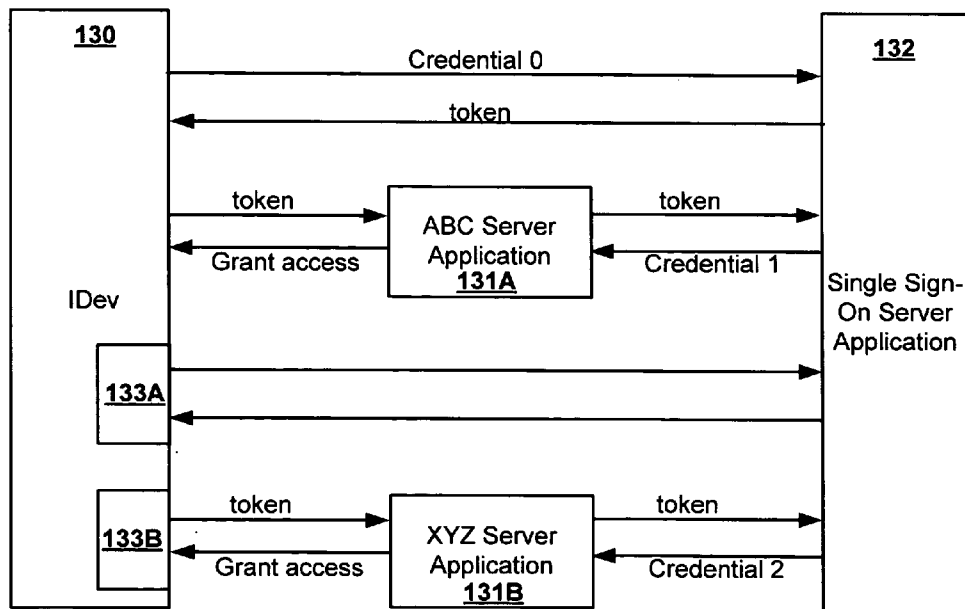 130
132
Credential 0
token
token
token
ABC Server
Application
131A
Grant access
Credential 1
IDev
Single Sign-
On Server
Application
133A
133B
token
token
XYZ Server
Application
131B
Grant access
Credential 2